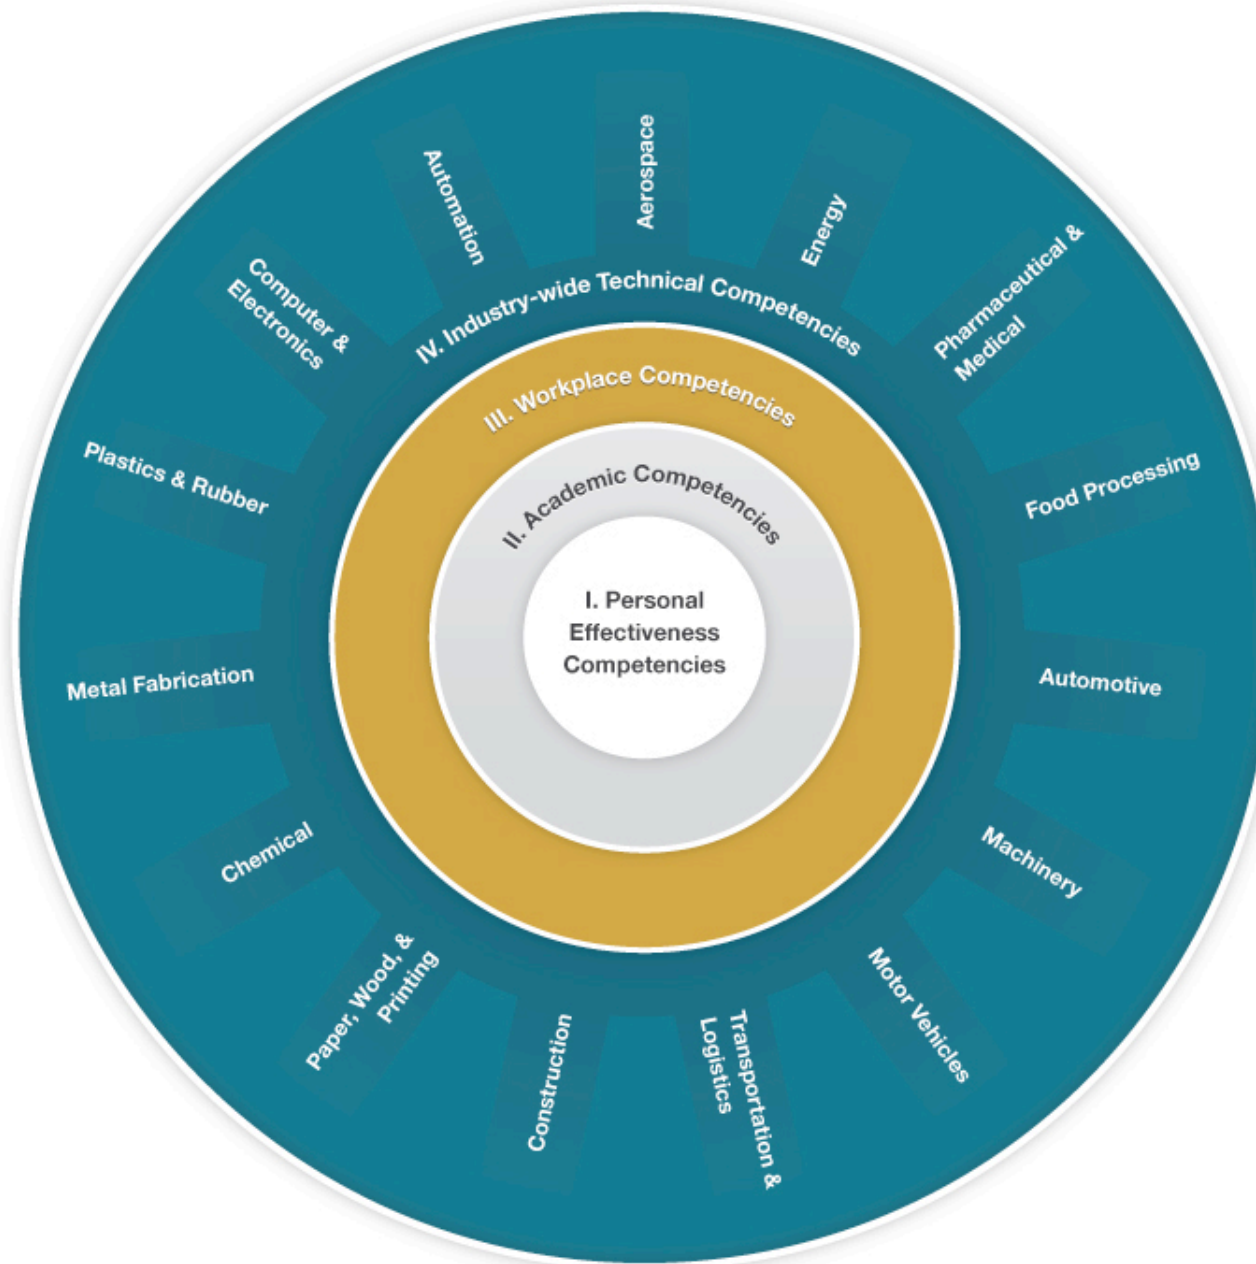 Aerospace
Energy
Pharmaceutical &
Medical
Food Processing
Automotive
Machinery
Motor Vehicles
Transportation &
Logistics
Construction
Paper, Wood, &
Printing
Chemical
Metal Fabrication
Plastics & Rubber
Computer &
Electronics
Automation
IV. Industry-wide Technical Competencies
III. Workplace Competencies
II. Academic Competencies
I. Personal
Effectiveness
Competencies